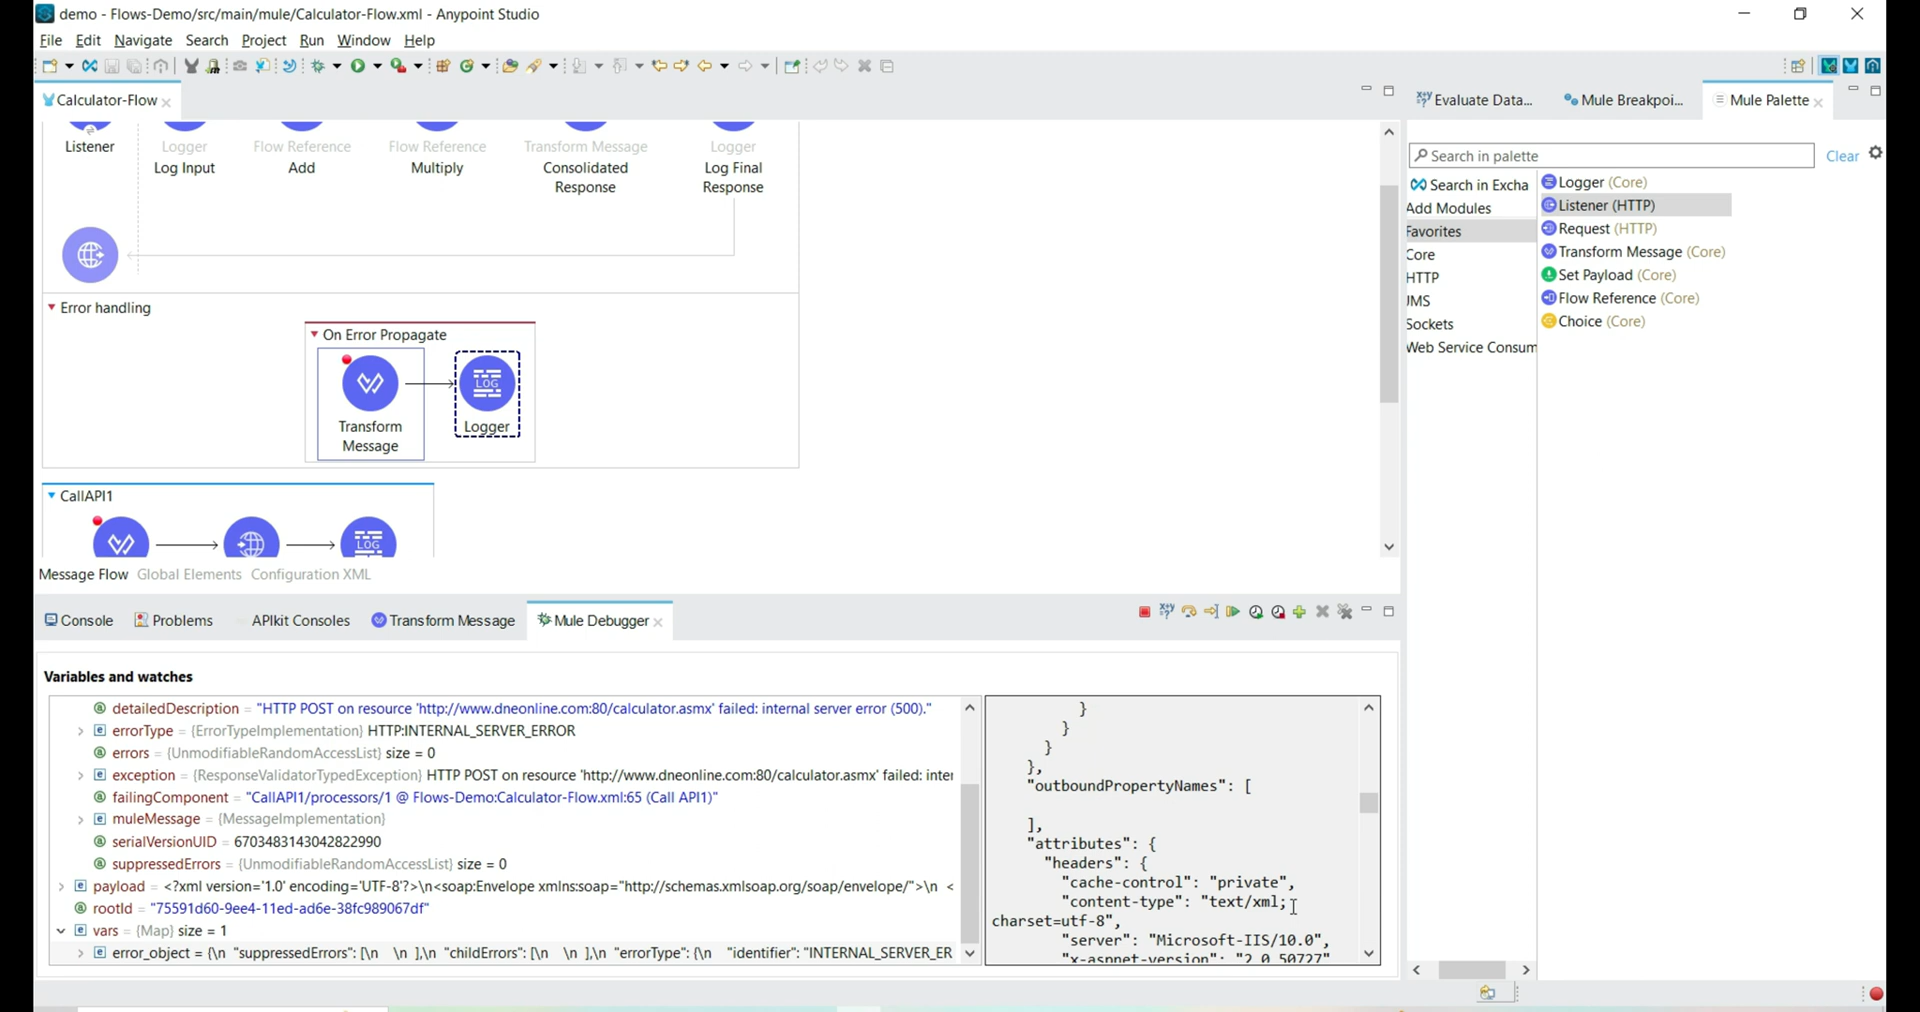 demo - Flows-Demo/src/main/mule/Calculator-Flow.xml - Anypoint Studio
File Edit Navigate Search Project Run Window Help
Calculator-Flow
Listener
Logger
Log Input
Flow Reference
Add
Flow Reference
Multiply
Transform Message
Consolidated
Response
Logger
Log Final
Response
Error handling
On Error Propagate
Transform
Message
LOG
Logger
CallAPI1
LOG
Message Flow Global Elements Configuration XML
Evaluate Data...
Mule Breakpoi...
Mule Palette
Search in palette
Clear
Search in Excha
Add Modules
Favorites
Core
HTTP
JMS
Sockets
Web Service Consum
Logger (Core)
Listener (HTTP)
Request (HTTP)
Transform Message (Core)
Set Payload (Core)
Flow Reference (Core)
Choice (Core)
Console Problems APIkit Consoles Transform Message Mule Debugger
Variables and watches
detailedDescription = "HTTP POST on resource 'http://www.dneonline.com:80/calculator.asmx' failed: internal server error (500)."
errorType = {ErrorTypeImplementation} HTTP:INTERNAL_SERVER_ERROR
errors = {UnmodifiableRandomAccessList} size = 0
exception = {ResponseValidatorTypedException} HTTP POST on resource 'http://www.dneonline.com:80/calculator.asmx' failed: inter
failingComponent = "CallAPI1/processors/1 @ Flows-Demo:Calculator-Flow.xml:65 (Call API1)"
muleMessage = {MessageImplementation}
serialVersionUID = 6703483143042822990
suppressedErrors = {UnmodifiableRandomAccessList} size = 0
payload = <?xml version='1.0' encoding='UTF-8'?>\n<soap:Envelope xmlns:soap="http://schemas.xmlsoap.org/soap/envelope/">\n <
rootId = "75591d60-9ee4-11ed-ad6e-38fc989067df"
vars = {Map} size = 1
error_object = {\n "suppressedErrors": [\n \n ],\n "childErrors": [\n \n ],\n "errorType": {\n "identifier": "INTERNAL_SERVER_ER
}
}
}
},
"outboundPropertyNames": [
],
"attributes": {
"headers": {
"cache-control": "private",
"content-type": "text/xml;
charset=utf-8",
"server": "Microsoft-IIS/10.0",
"x-aspnet-version": "2.0.50727"